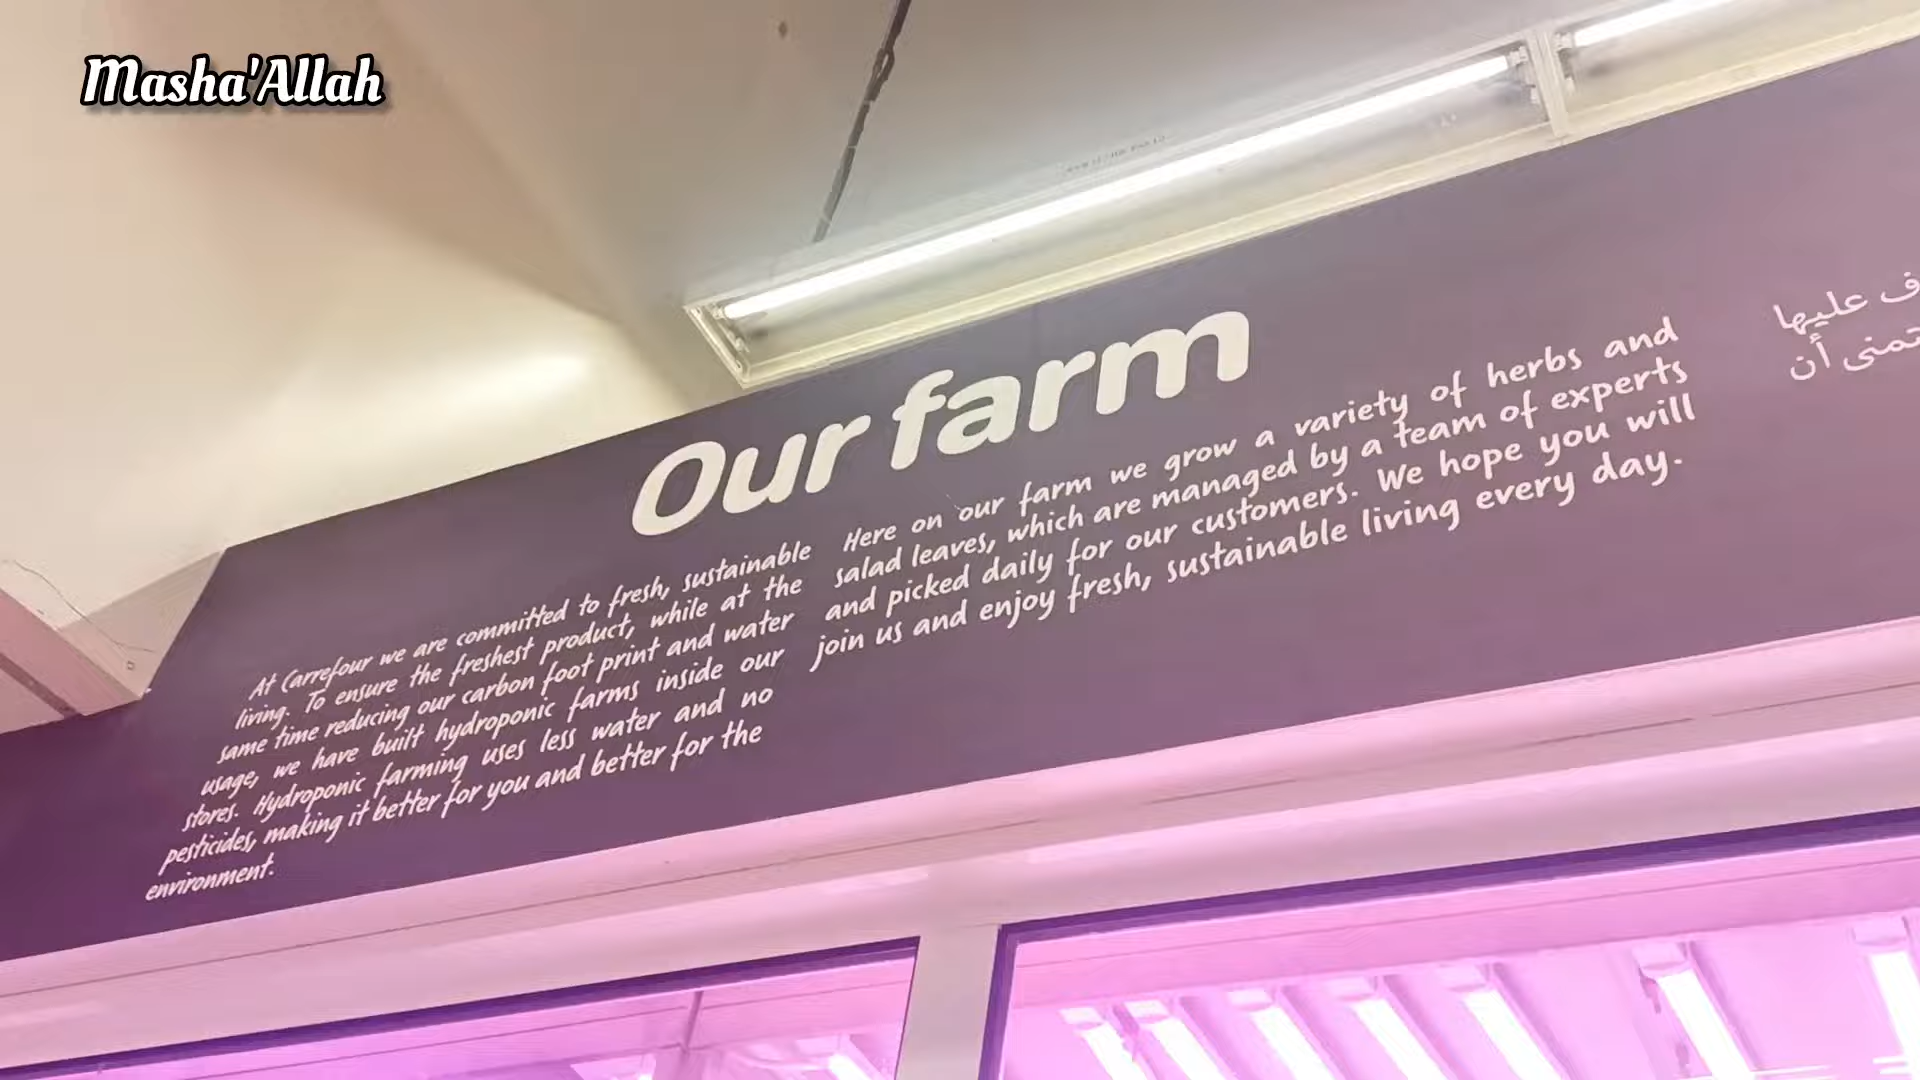 Masha'Allah
Our farm
At Carrefour we are committed to fresh, sustainable
living. To ensure the freshest product, while at the
same time reducing our carbon foot print and water
usage, we have built hydroponic farms inside our
stores. Hydroponic farming uses less water and no
pesticides, making it better for you and better for the
environment.
Here on our farm we grow a variety of herbs and
salad leaves, which are managed by a team of experts
and picked daily for our customers. We hope you will
join us and enjoy fresh, sustainable living every day.
عليها
أن